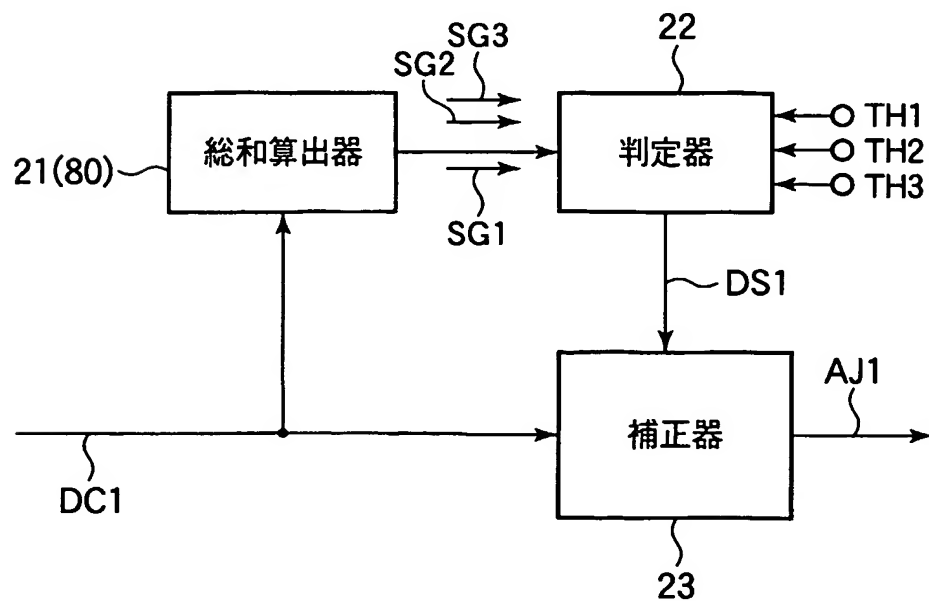 SG3
SG2
22
総和算出器
判定器
TH1
TH2
TH3
21(80)
SG1
DS1
AJ1
補正器
DC1
23